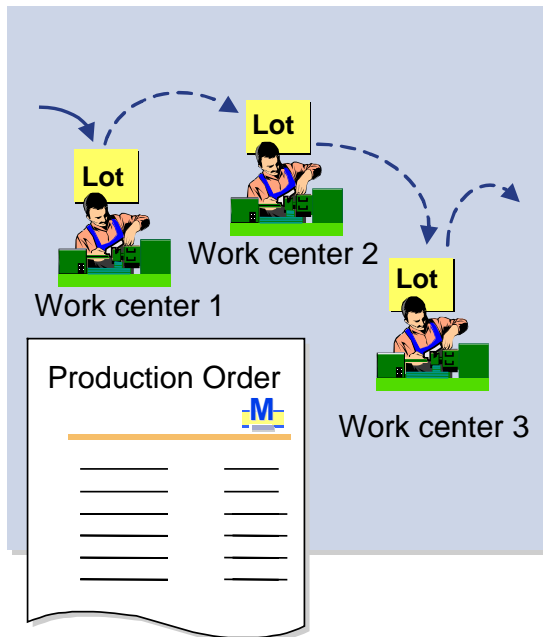 Lot
Lot
Work center 2
Lot
Work center 1
Production Order
M
Work center 3